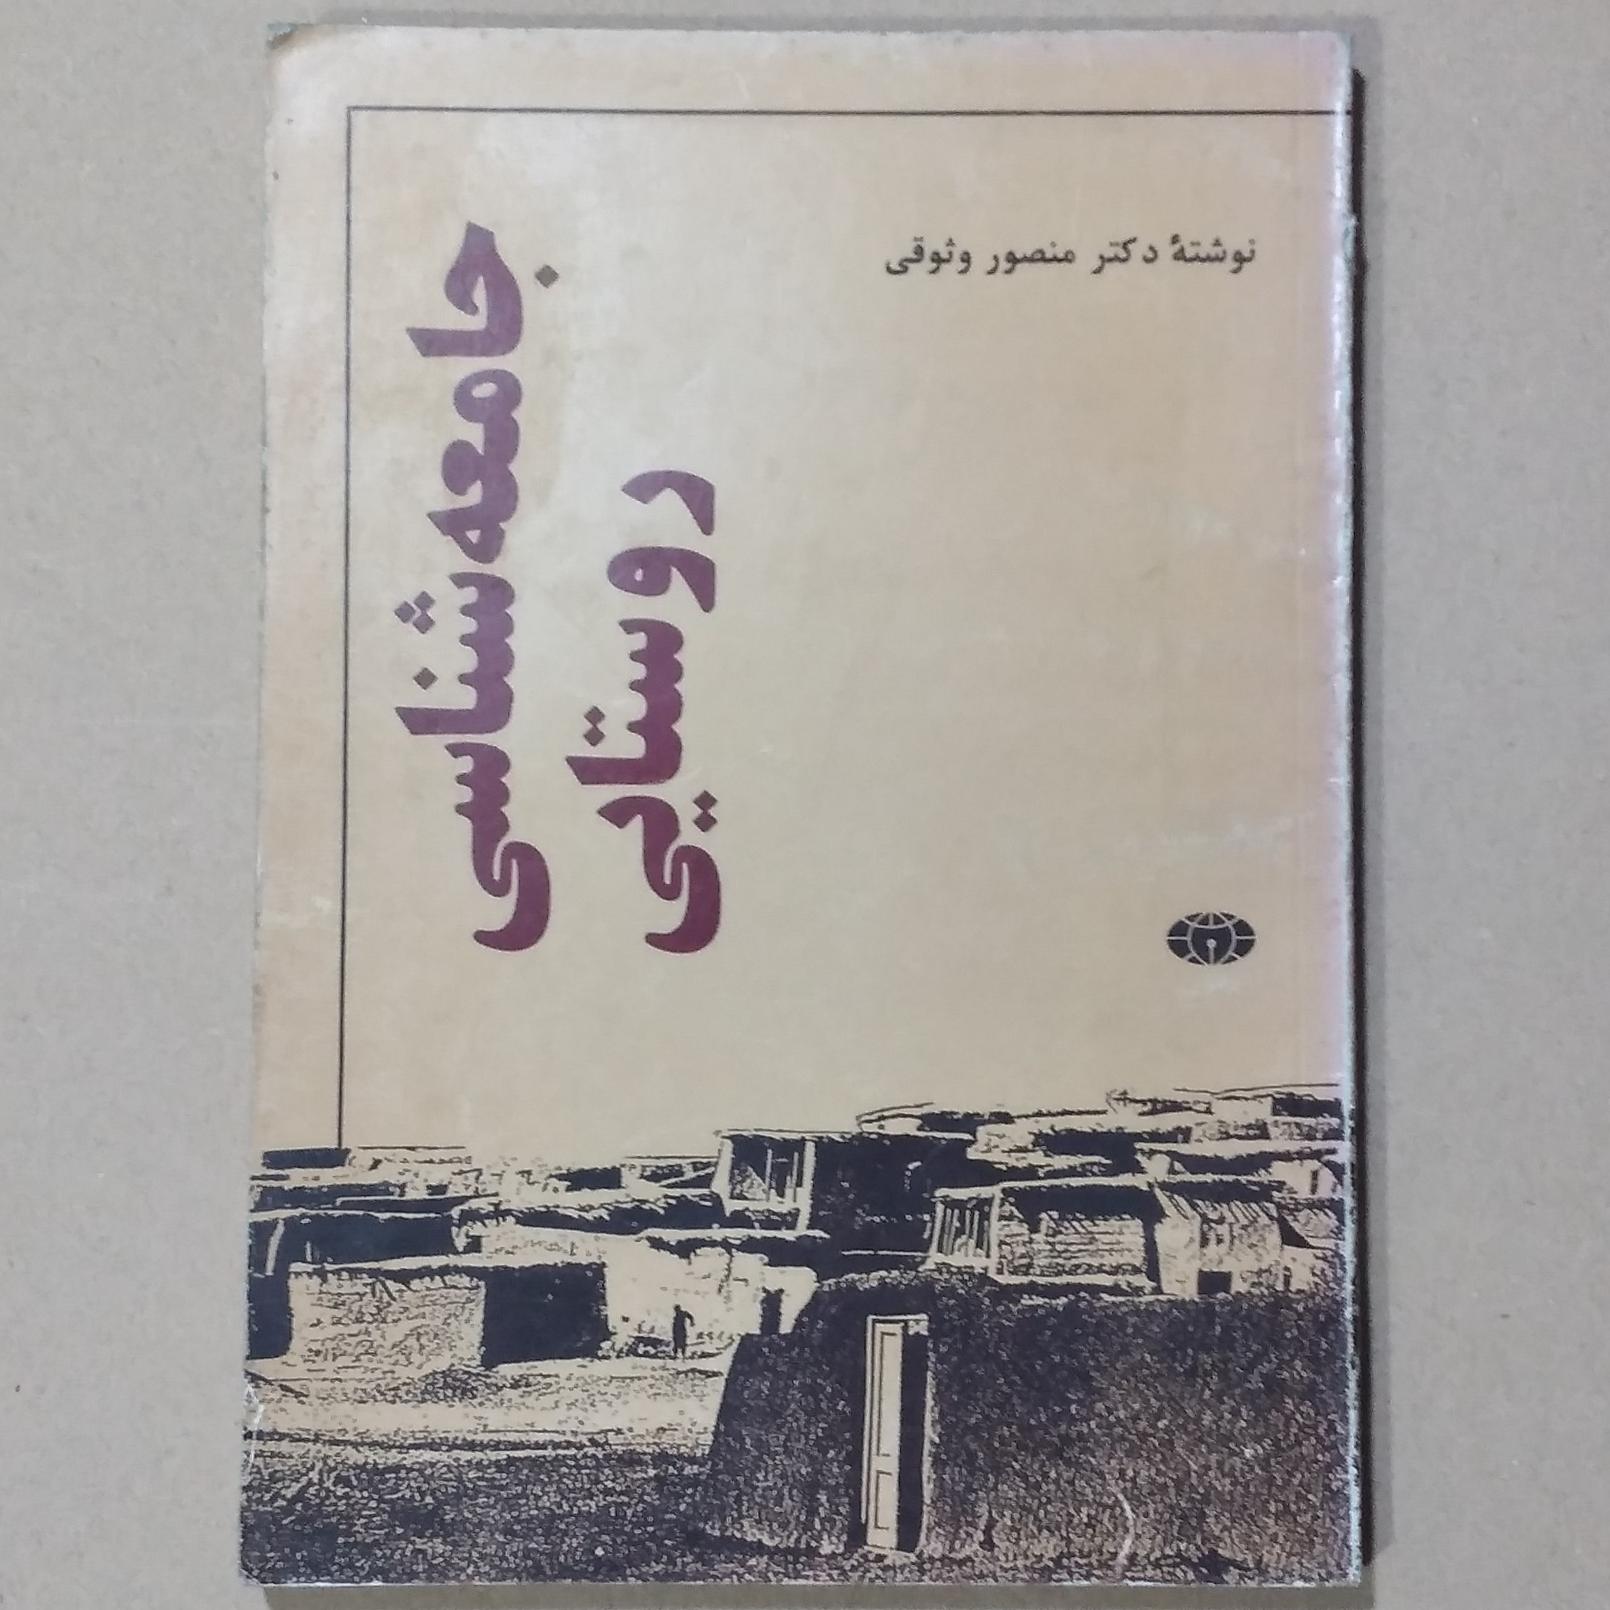 نوشتهٔ دکتر منصور وثوقی
جامعه‌شناسی
روستایی